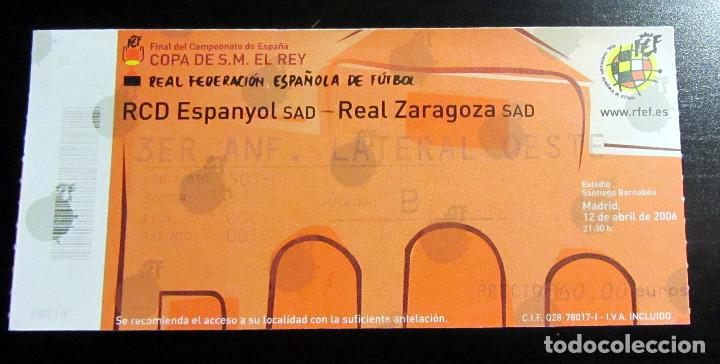 Final del Campeonato de España
COPA DE S.M. EL REY
REAL FEDERACIÓN ESPAÑOLA DE FÚTBOL
RCD Espanyol SAD - Real Zaragoza SAD
www.rfef.es
3ER ANF. LATERAL OESTE
B
Estadio
Santiago Bernabéu
Madrid,
12 de abril de 2006
21:30 h
PRECIO 60,00 euros
Se recomienda el acceso a su localidad con la suficiente antelación.
C.I.F. Q28-78017-I - I.V.A. INCLUIDO
todocoleccion